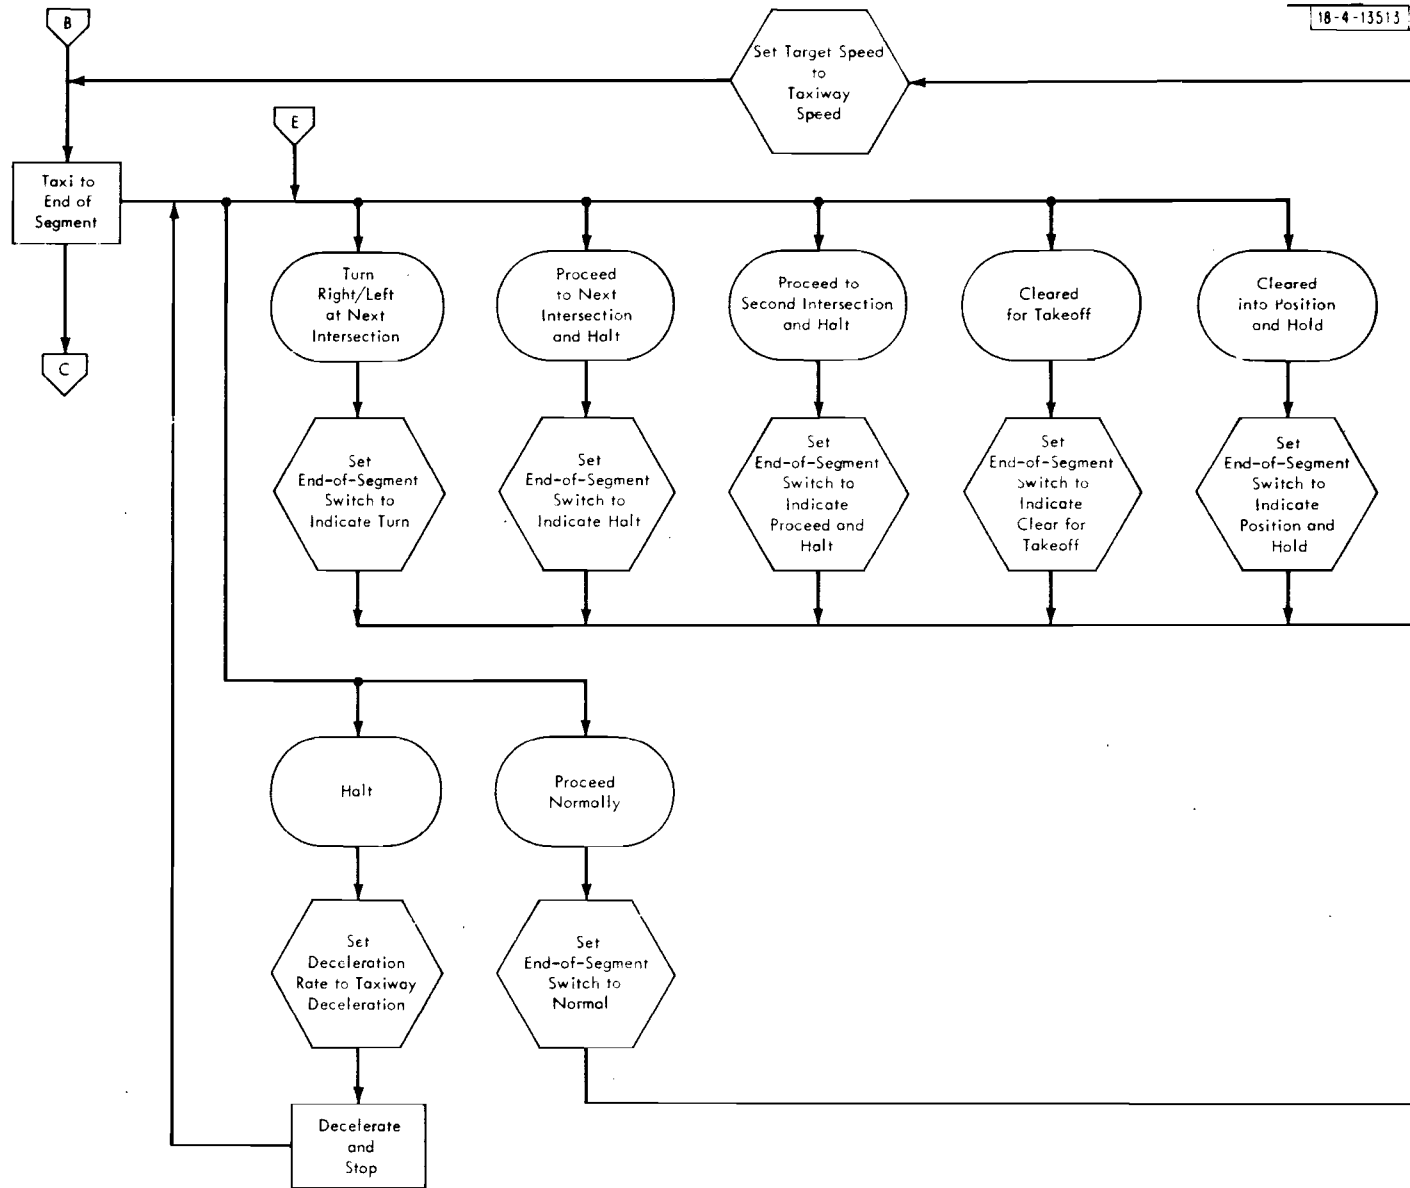 B
18-4-13513
Set Target Speed
to
Taxiway
Speed
E
Taxi to
End of
Segment
C
Turn
Right/Left
at Next
Intersection
Proceed
to Next
Intersection
and Halt
Proceed to
Second Intersection
and Halt
Cleared
for Takeoff
Cleared
into Position
and Hold
Set
End-of-Segment
Switch to
Indicate Turn
Set
End-of-Segment
Switch to
Indicate Halt
Set
End-of-Segment
Switch to
Indicate
Proceed and
Halt
Set
End-of-Segment
Switch to
Indicate
Clear for
Takeoff
Set
End-of-Segment
Switch to
Indicate
Position and
Hold
Halt
Proceed
Normally
Set
Deceleration
Rate to Taxiway
Deceleration
Set
End-of-Segment
Switch to
Normal
Decelerate
and
Stop